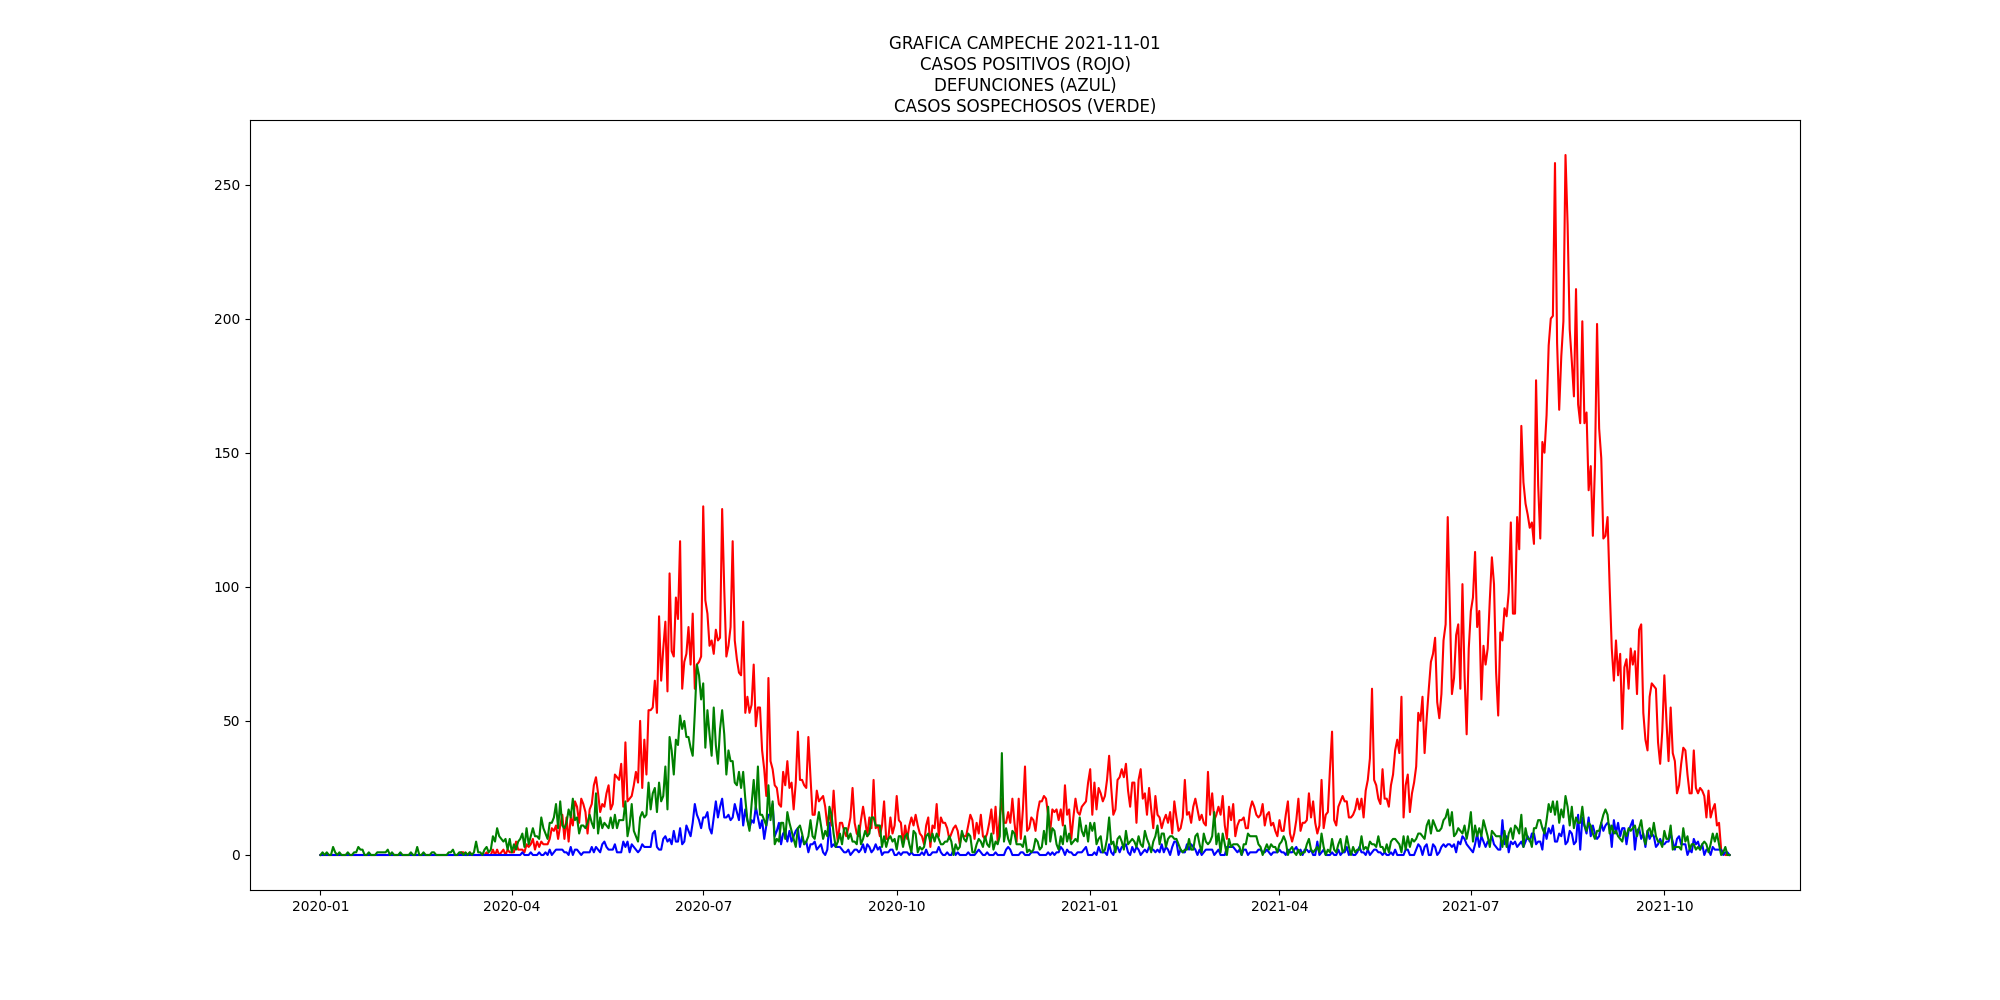 GRAFICA CAMPECHE 2021-11-01
CASOS POSITIVOS (ROJO)
DEFUNCIONES (AZUL)
CASOS SOSPECHOSOS (VERDE)
250
200
150
100
50
0
2020-01 2020-04 2020-07 2020-10 2021-01 2021-04 2021-07 2021-10